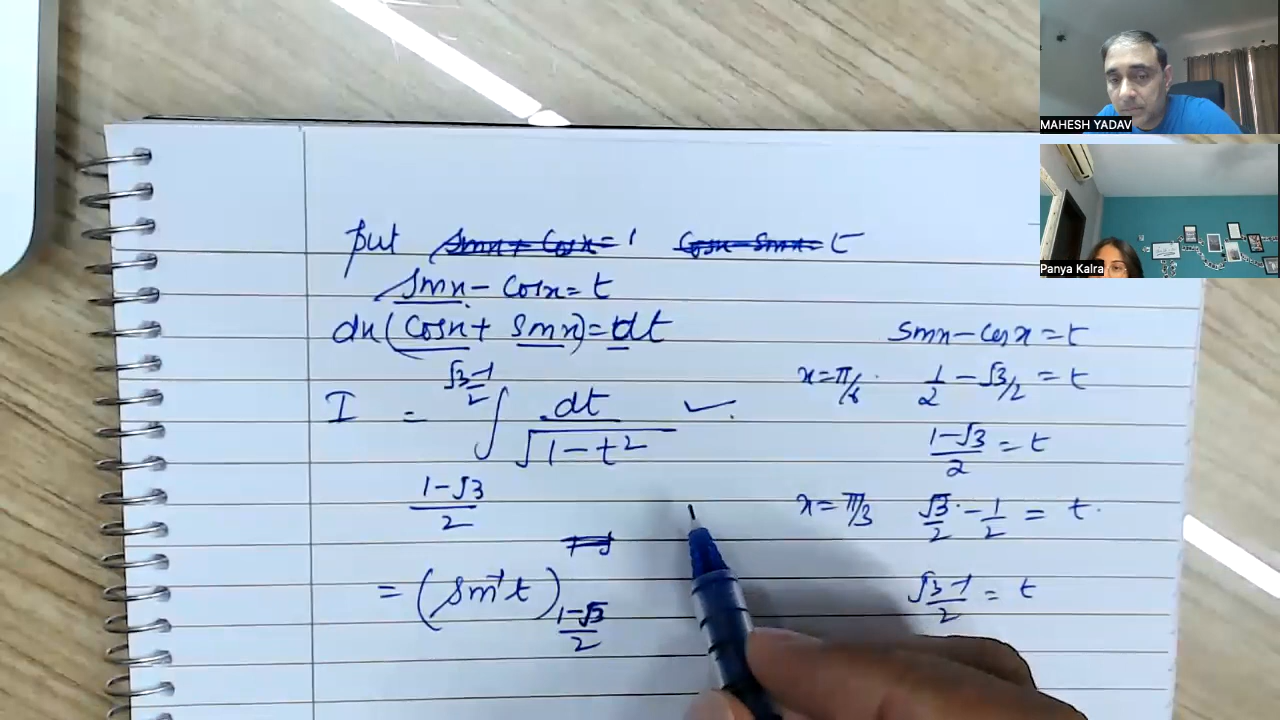 MAHESH YADAV
Panya Kalra
put sinx + cosx = 1 cosx - sinx = t
sinx - cosx = t
dx(cosx + sinx) = dt
I = ∫ dt / √(1-t²) ✓.
(√3-1)/2
(1-√3)/2
= (sin⁻¹t)
(1-√3)/2
sinx - cosx = t
x = π/6 . 1/2 - √3/2 = t
(1-√3)/2 = t
x = π/3 √3/2 - 1/2 = t.
(√3-1)/2 = t